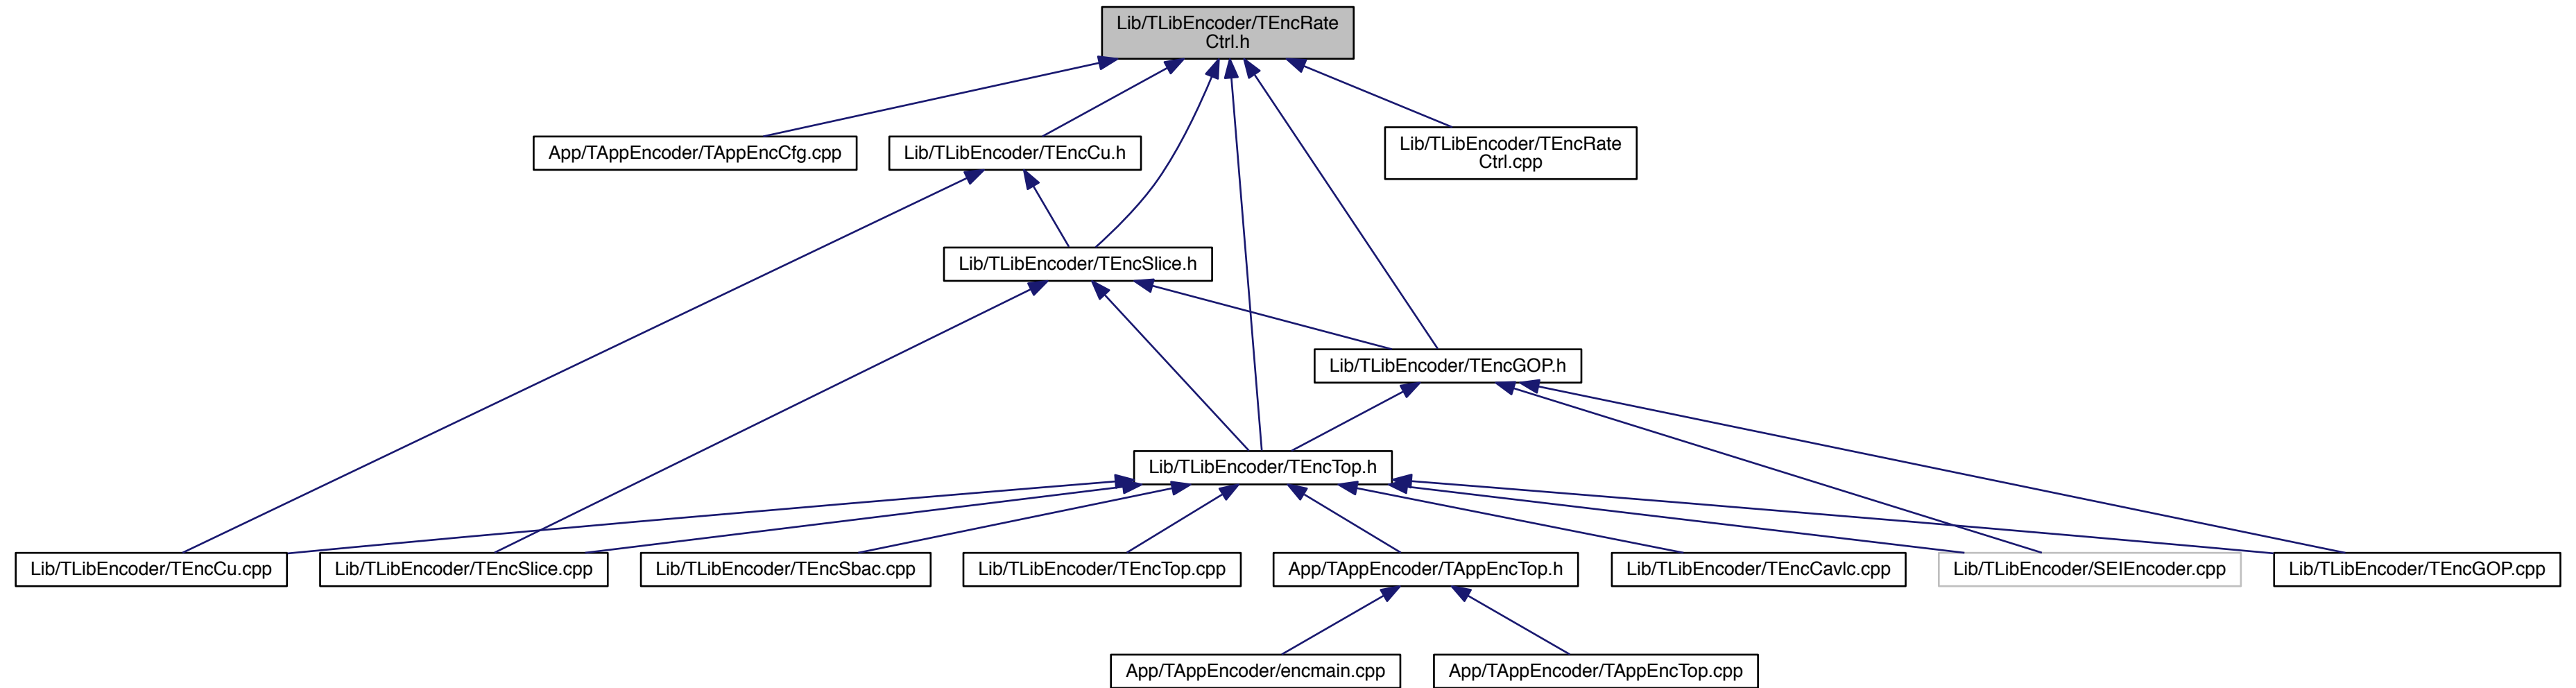 Lib/TLibEncoder/TEncRate
Ctrl.h
App/TAppEncoder/TAppEncCfg.cpp
Lib/TLibEncoder/TEncCu.h
Lib/TLibEncoder/TEncRate
Ctrl.cpp
Lib/TLibEncoder/TEncSlice.h
Lib/TLibEncoder/TEncGOP.h
Lib/TLibEncoder/TEncTop.h
Lib/TLibEncoder/TEncCu.cpp
Lib/TLibEncoder/TEncSlice.cpp
Lib/TLibEncoder/TEncSbac.cpp
Lib/TLibEncoder/TEncTop.cpp
App/TAppEncoder/TAppEncTop.h
Lib/TLibEncoder/TEncCavlc.cpp
Lib/TLibEncoder/SEIEncoder.cpp
Lib/TLibEncoder/TEncGOP.cpp
App/TAppEncoder/encmain.cpp
App/TAppEncoder/TAppEncTop.cpp